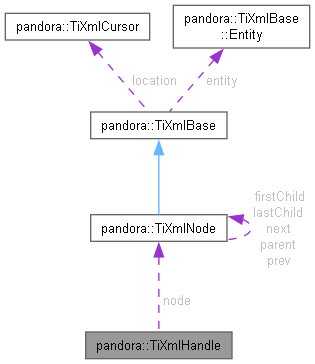 pandora::TiXmlCursor
pandora::TiXmlBase
::Entity
location
entity
pandora::TiXmlBase
pandora::TiXmlNode
firstChild
lastChild
next
parent
prev
node
pandora::TiXmlHandle